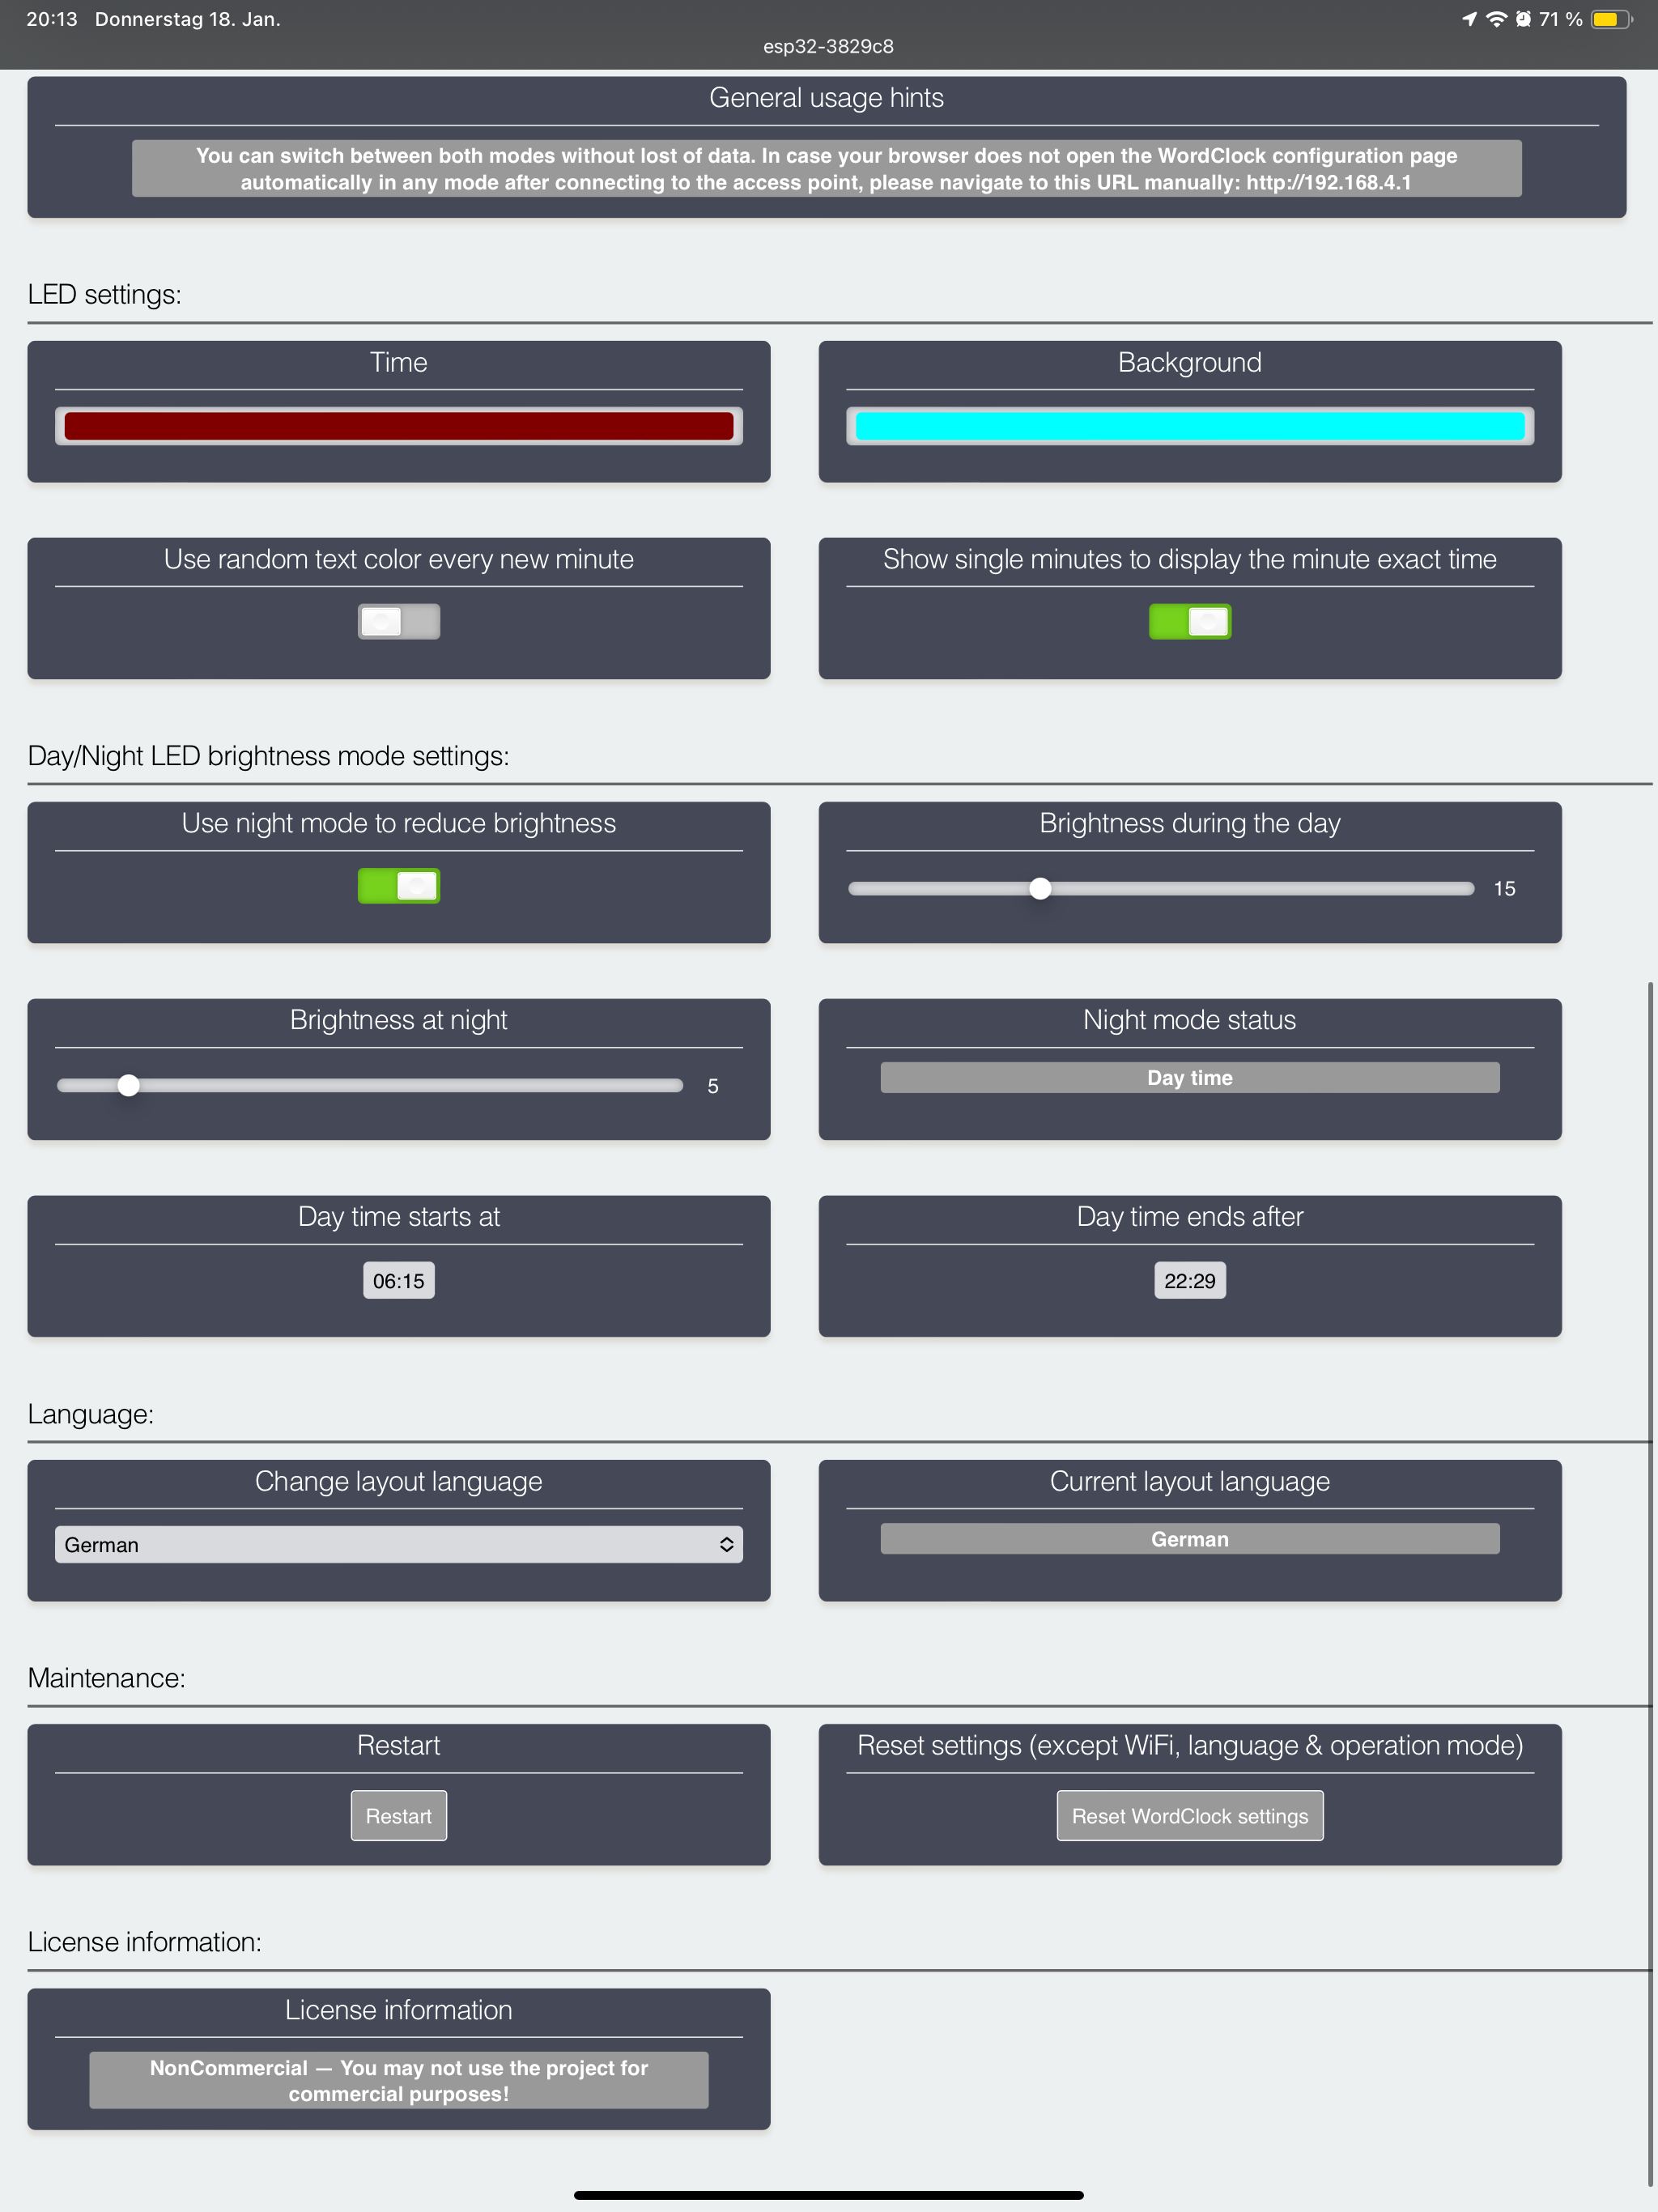 20:13 Donnerstag 18. Jan.
71 %
esp32-3829c8
General usage hints
You can switch between both modes without lost of data. In case your browser does not open the WordClock configuration page
automatically in any mode after connecting to the access point, please navigate to this URL manually: http://192.168.4.1
LED settings:
Time
Background
Use random text color every new minute
Show single minutes to display the minute exact time
Day/Night LED brightness mode settings:
Use night mode to reduce brightness
Brightness during the day
15
Brightness at night
5
Night mode status
Day time
Day time starts at
06:15
Day time ends after
22:29
Language:
Change layout language
German
Current layout language
German
Maintenance:
Restart
Restart
Reset settings (except WiFi, language & operation mode)
Reset WordClock settings
License information:
License information
NonCommercial — You may not use the project for
commercial purposes!